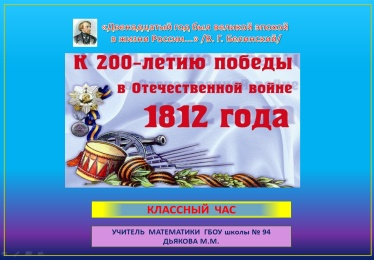 «Двенадцатый год был великой эпохой
в жизни России…» /В. Г. Белинский/
К 200-летию победы
в Отечественной войне
1812 года
КЛАССНЫЙ ЧАС
УЧИТЕЛЬ МАТЕМАТИКИ ГБОУ школы № 94
ДЬЯКОВА М.М.